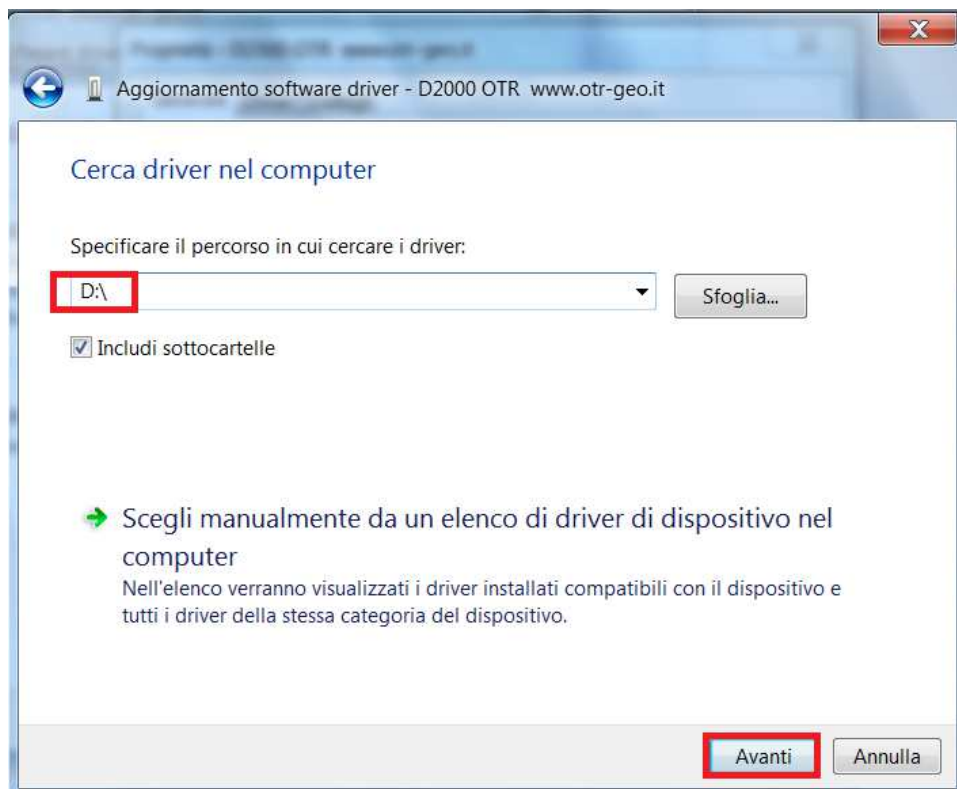 Aggiornamento software driver - D2000 OTR www.otr-geo.it
Cerca driver nel computer
Specificare il percorso in cui cercare i driver:
D:\
Sfoglia...
Includi sottocartelle
Scegli manualmente da un elenco di driver di dispositivo nel
computer
Nell'elenco verranno visualizzati i driver installati compatibili con il dispositivo e
tutti i driver della stessa categoria del dispositivo.
Avanti
Annulla